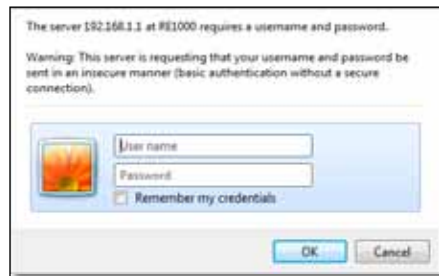 The server 192.168.1.1 at RE1000 requires a username and password.
Warning: This server is requesting that your username and password be
sent in an insecure manner (basic authentication without a secure
connection).
User name
Password
Remember my credentials
OK
Cancel